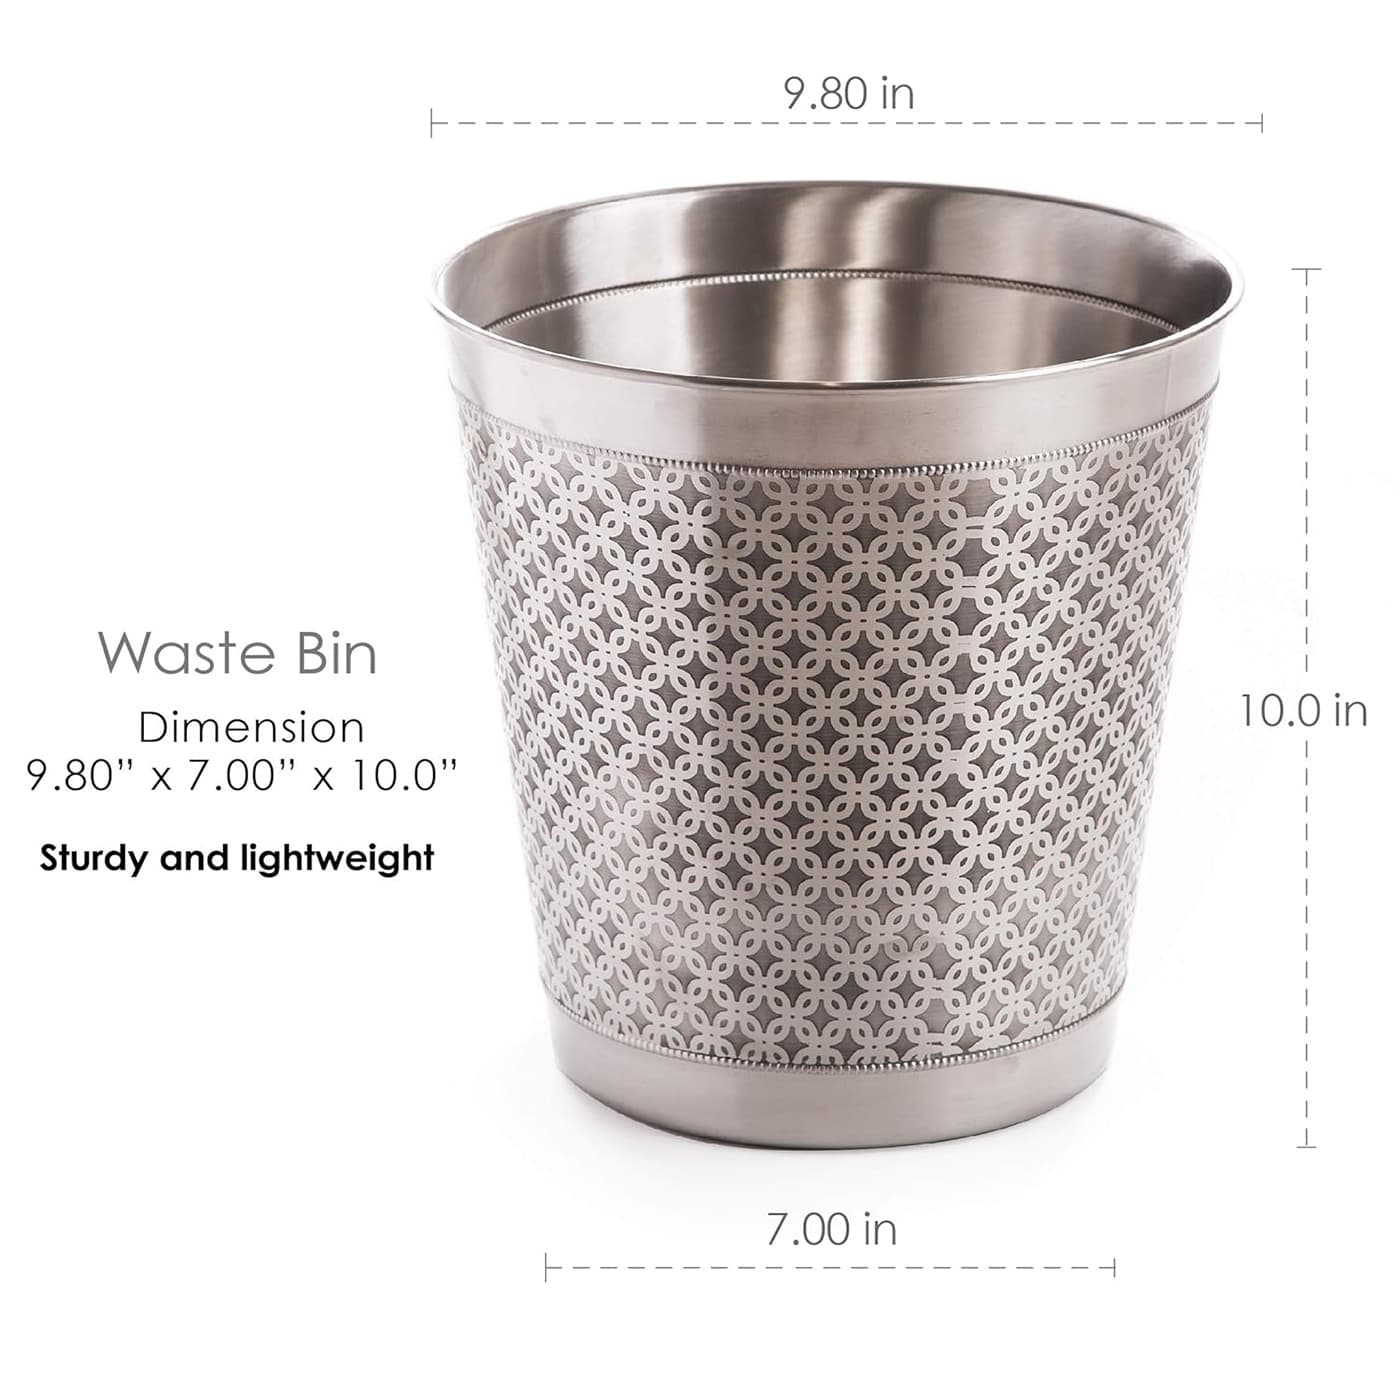 9.80 in
Waste Bin
Dimension
9.80” x 7.00” x 10.0”
Sturdy and lightweight
10.0 in
7.00 in